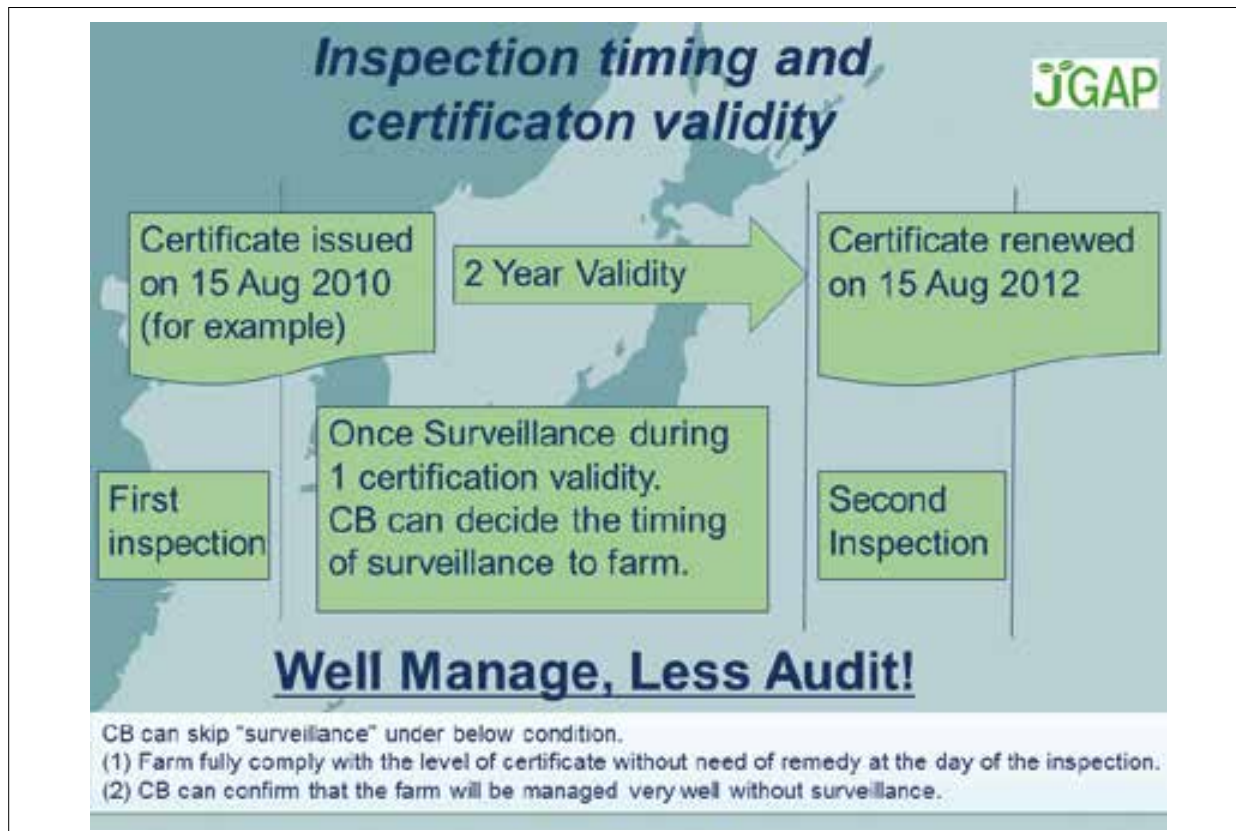 Inspection timing and
certificaton validity
JGAP
Certificate issued
on 15 Aug 2010
(for example)
2 Year Validity
Certificate renewed
on 15 Aug 2012
Once Surveillance during
1 certification validity.
CB can decide the timing
of surveillance to farm.
First
inspection
Second
Inspection
Well Manage, Less Audit!
CB can skip "surveillance" under below condition.
(1) Farm fully comply with the level of certificate without need of remedy at the day of the inspection.
(2) CB can confirm that the farm will be managed very well without surveillance.